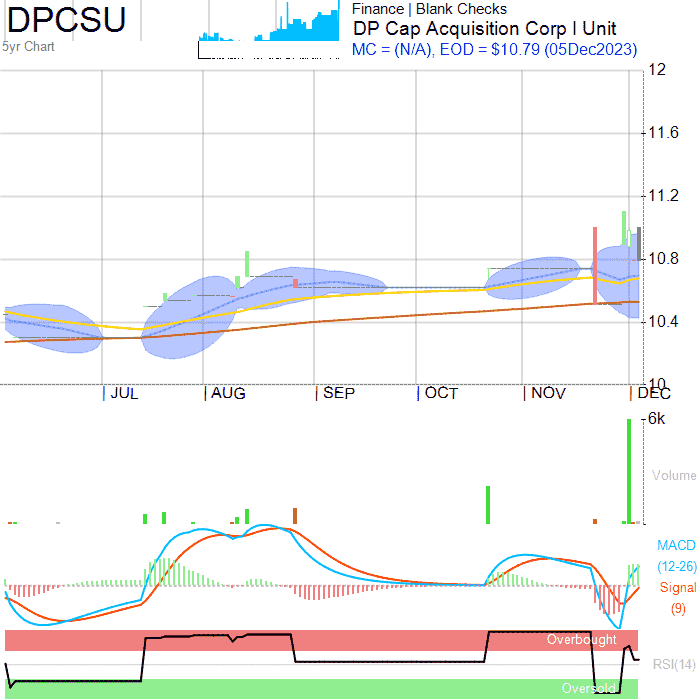 DPCSU
5yr Chart
Finance | Blank Checks
DP Cap Acquisition Corp I Unit
MC = (N/A), EOD = $10.79 (05Dec2023)
12
11.6
11.2
10.8
10.4
10
JUL AUG SEP OCT NOV DEC
6k
Volume
MACD
(12-26)
Signal
(9)
Overbought
RSI(14)
Oversold